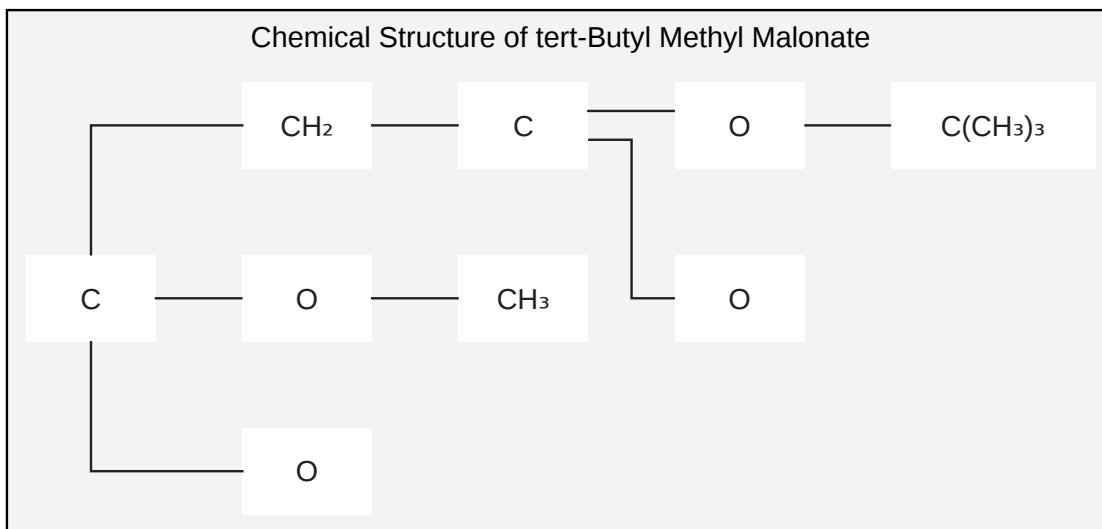 Chemical Structure of tert-Butyl Methyl Malonate
CH₂ C O C(CH₃)₃
C O CH₃ O
O